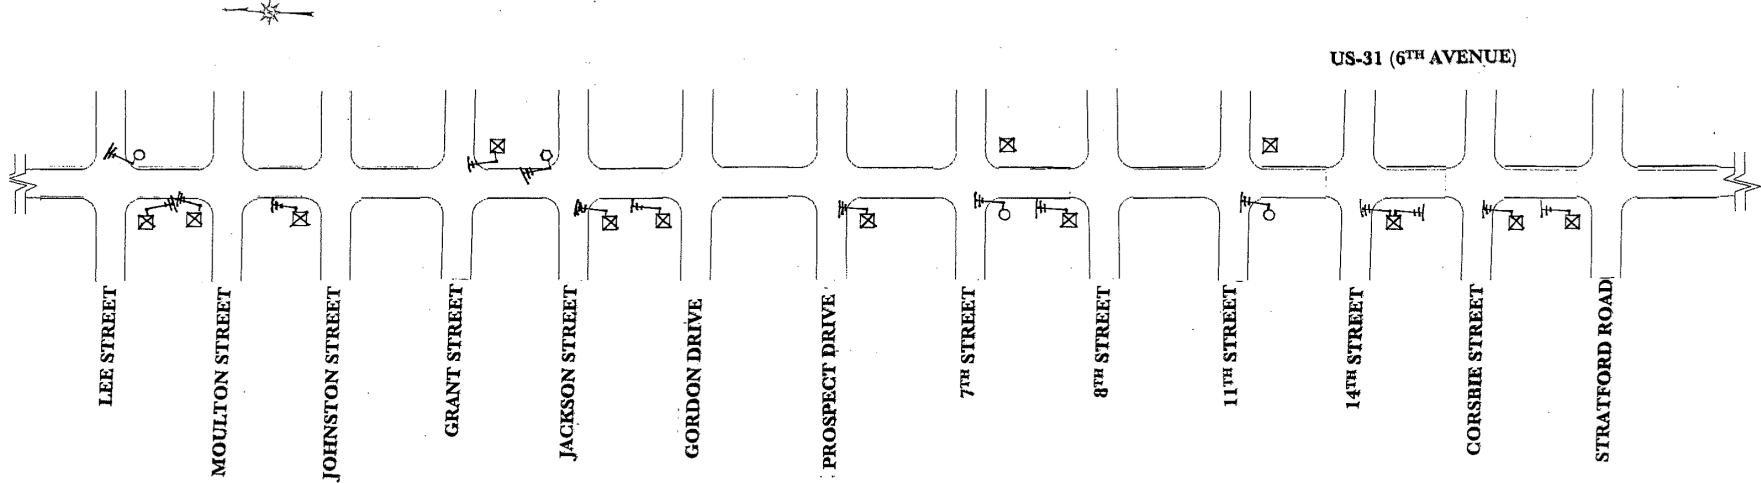 US-31 (6TH AVENUE)
LEE STREET
MOULTON STREET
JOHNSTON STREET
GRANT STREET
JACKSON STREET
GORDON DRIVE
PROSPECT DRIVE
7TH STREET
8TH STREET
11TH STREET
14TH STREET
CORSBIE STREET
STRATFORD ROAD